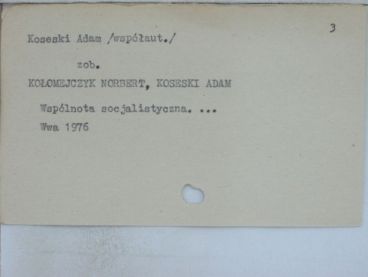 3
Koseski Adam /współaut./
zob.
KOŁOMEJCZYK NORBERT, KOSESKI ADAM
Wspólnota socjalistyczna. ...
Wwa 1976